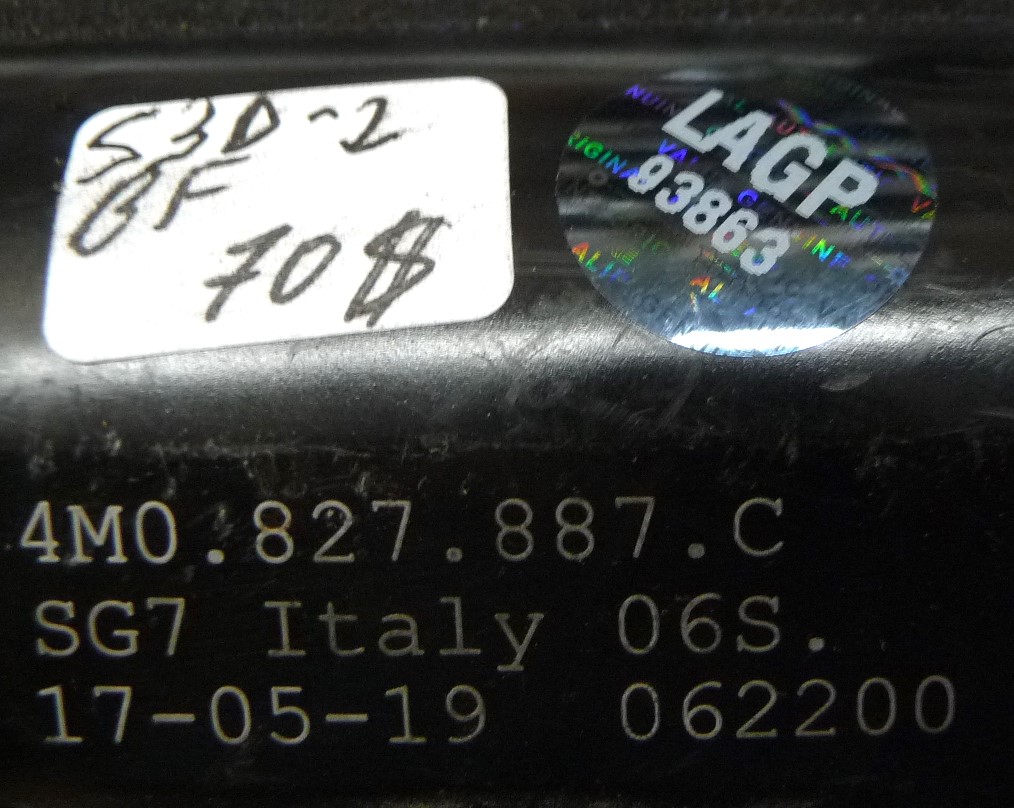 S3D-2
BF
70$
LAGP
93863
4M0.827.887.C
SG7 Italy 06S.
17-05-19 062200